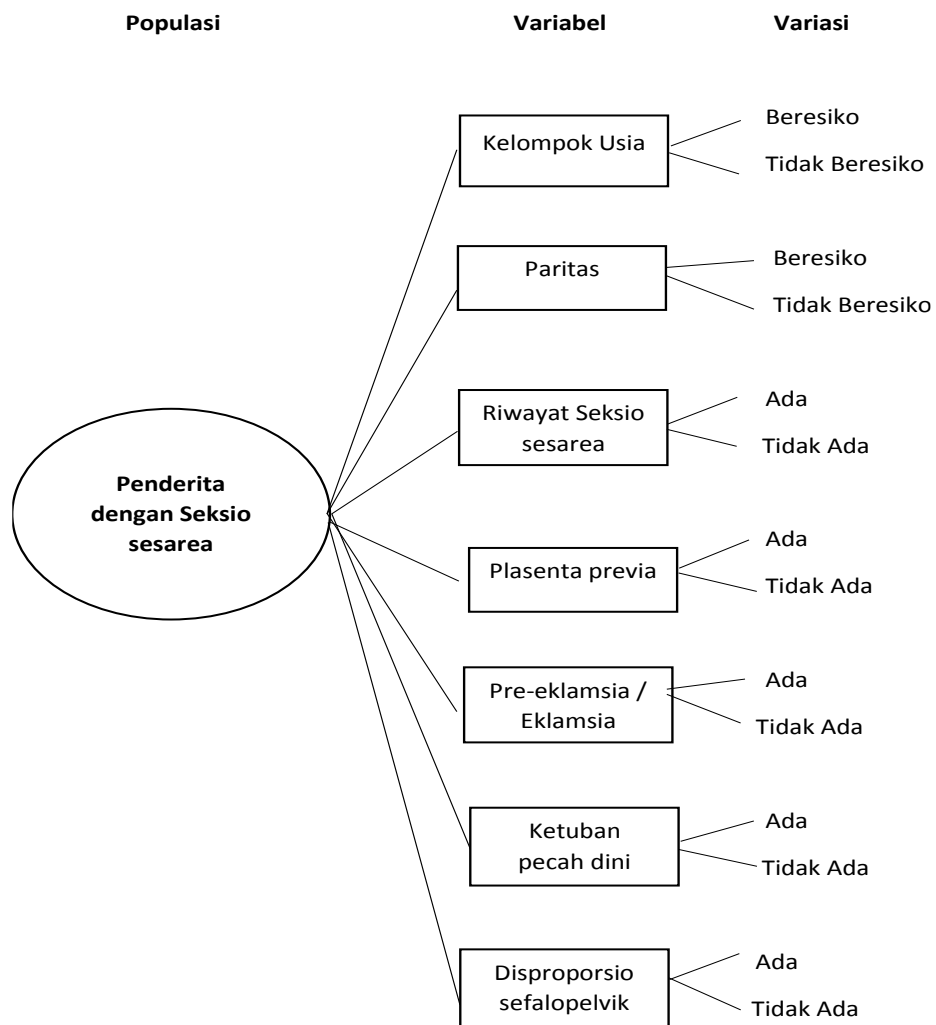 Populasi Variabel Variasi
Kelompok Usia
Beresiko
Tidak Beresiko
Paritas
Beresiko
Tidak Beresiko
Riwayat Seksio
sesarea
Ada
Tidak Ada
Penderita
dengan Seksio
sesarea
Plasenta previa
Ada
Tidak Ada
Pre-eklamsia /
Eklamsia
Ada
Tidak Ada
Ketuban
pecah dini
Ada
Tidak Ada
Disproporsio
sefalopelvik
Ada
Tidak Ada